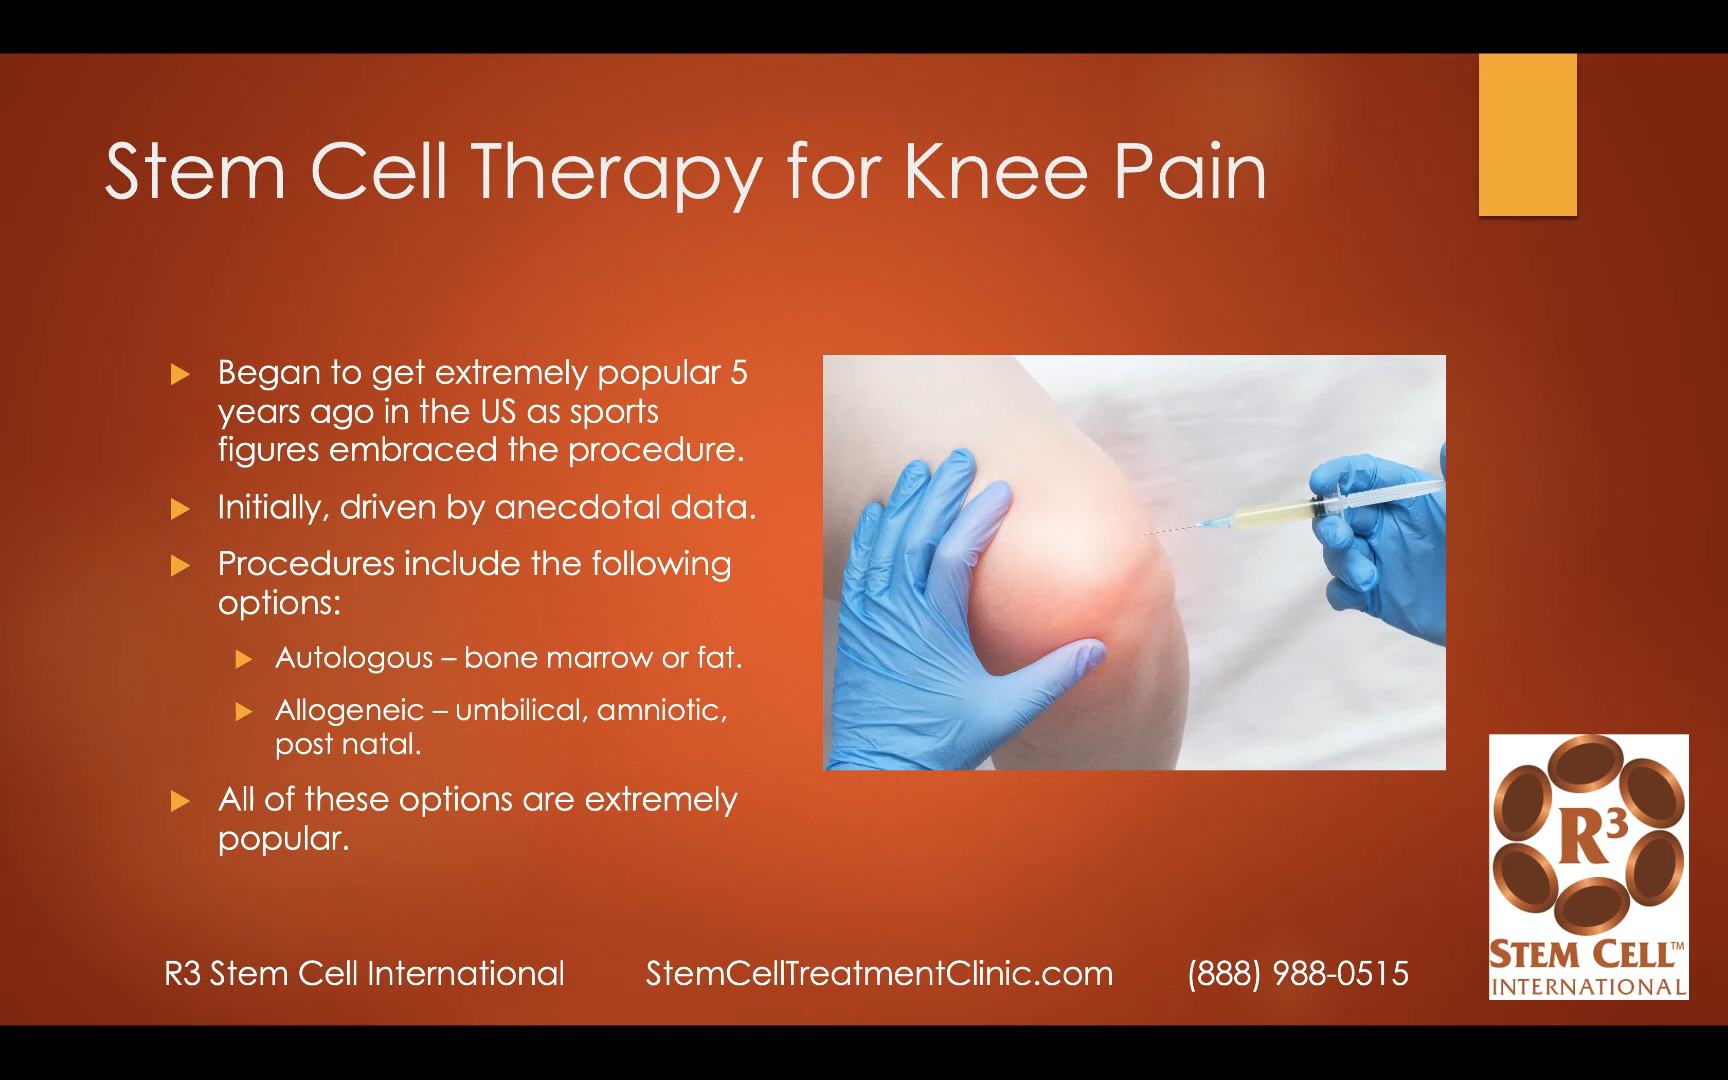 Stem Cell Therapy for Knee Pain
Began to get extremely popular 5
years ago in the US as sports
figures embraced the procedure.
Initially, driven by anecdotal data.
Procedures include the following
options:
Autologous – bone marrow or fat.
Allogeneic – umbilical, amniotic,
post natal.
All of these options are extremely
popular.
R3 Stem Cell International StemCellTreatmentClinic.com (888) 988-0515
R³
STEM CELL™
INTERNATIONAL